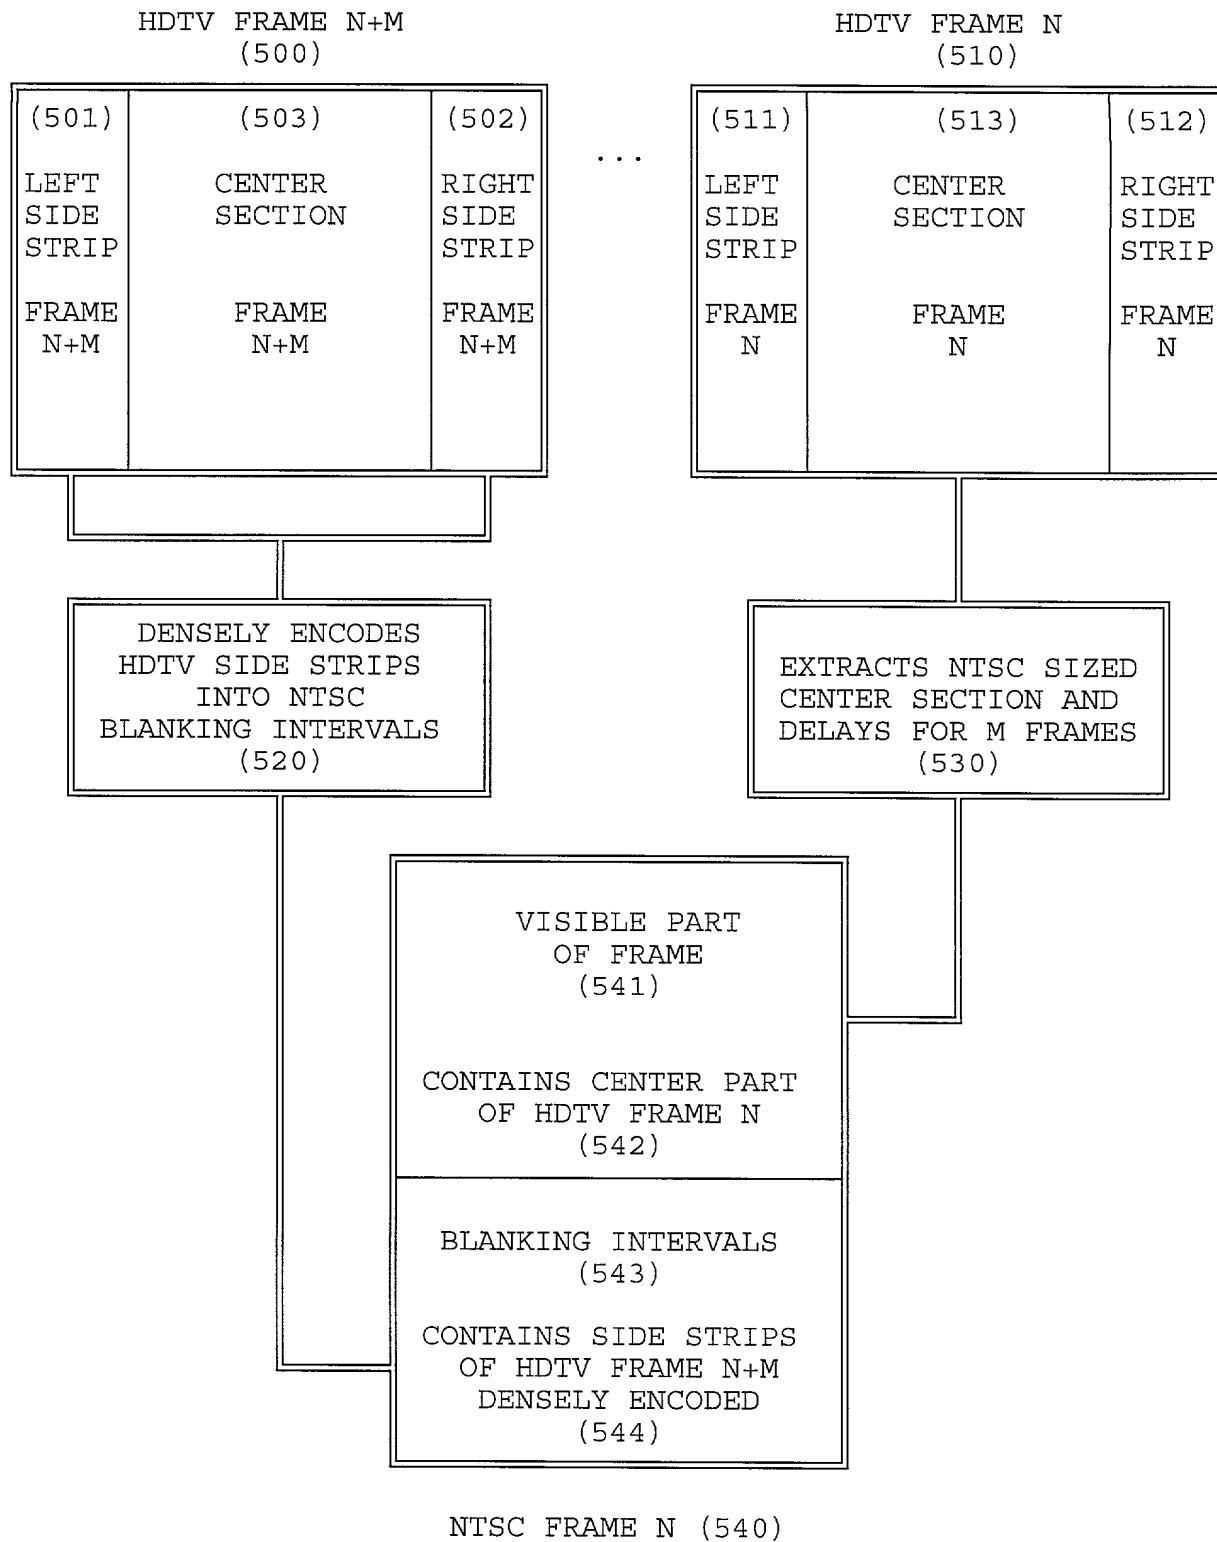 HDTV FRAME N+M
(500)
HDTV FRAME N
(510)
(501)
LEFT
SIDE
STRIP
FRAME
N+M
(503)
CENTER
SECTION
FRAME
N+M
(502)
RIGHT
SIDE
STRIP
FRAME
N+M
...
(511)
LEFT
SIDE
STRIP
FRAME
N
(513)
CENTER
SECTION
FRAME
N
(512)
RIGHT
SIDE
STRIP
FRAME
N
DENSELY ENCODES
HDTV SIDE STRIPS
INTO NTSC
BLANKING INTERVALS
(520)
EXTRACTS NTSC SIZED
CENTER SECTION AND
DELAYS FOR M FRAMES
(530)
VISIBLE PART
OF FRAME
(541)
CONTAINS CENTER PART
OF HDTV FRAME N
(542)
BLANKING INTERVALS
(543)
CONTAINS SIDE STRIPS
OF HDTV FRAME N+M
DENSELY ENCODED
(544)
NTSC FRAME N (540)